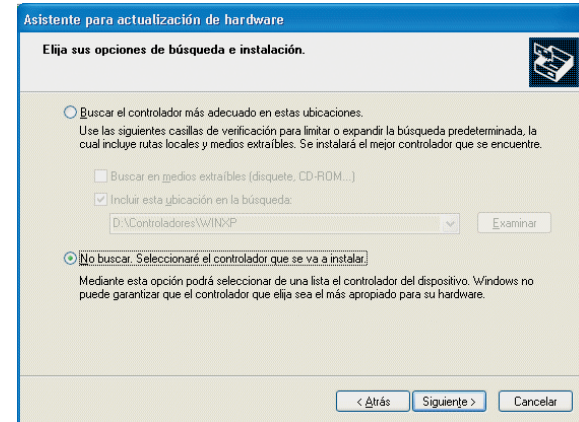 Asistente para actualización de hardware
Elija sus opciones de búsqueda e instalación.
Buscar el controlador más adecuado en estas ubicaciones.
Use las siguientes casillas de verificación para limitar o expandir la búsqueda predeterminada, la
cual incluye rutas locales y medios extraíbles. Se instalará el mejor controlador que se encuentre.
Buscar en medios extraíbles (disquete, CD-ROM...)
Incluir esta ubicación en la búsqueda:
D:\Controladores\WINXP
Examinar
No buscar. Seleccionaré el controlador que se va a instalar.
Mediante esta opción podrá seleccionar de una lista el controlador del dispositivo. Windows no
puede garantizar que el controlador que elija sea el más apropiado para su hardware.
< Atrás Siguiente > Cancelar